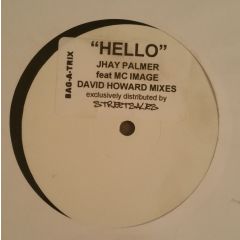 "HELLO"
JHAY PALMER
feat MC IMAGE
DAVID HOWARD MIXES
exclusively distributed by
STREETSALES
BAG-A-TRIX